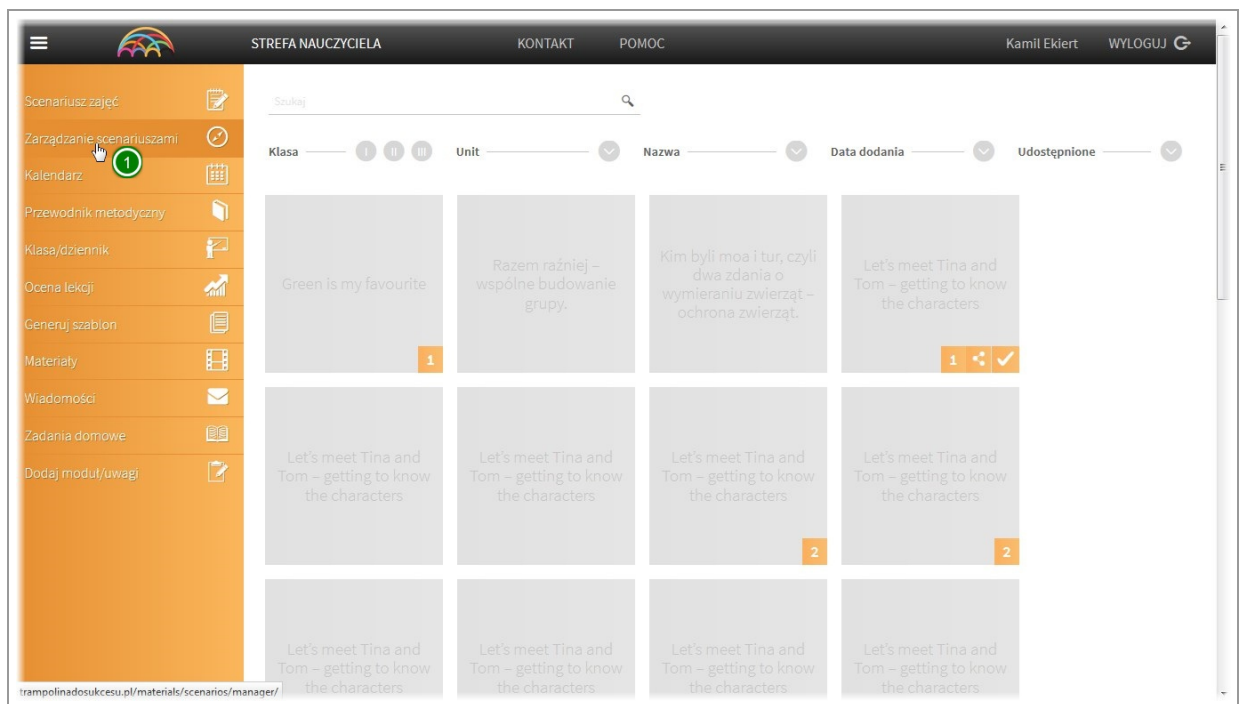 STREFA NAUCZYCIELA KONTAKT POMOC Kamil Ekiert WYLOGUJ
Scenariusz zajęć
Zarządzanie scenariuszami
1
Kalendarz
Przewodnik metodyczny
Klasa/dziennik
Ocena lekcji
Generuj szablon
Materiały
Wiadomości
Zadania domowe
Dodaj moduł/uwagi
Szukaj
Klasa I II III Unit Nazwa Data dodania Udostępnione
Green is my favourite
1
Razem raźniej –
wspólne budowanie
grupy.
Kim byli moa i tur, czyli
dwa zdania o
wymieraniu zwierząt –
ochrona zwierząt.
Let's meet Tina and
Tom – getting to know
the characters
1
Let's meet Tina and
Tom – getting to know
the characters
Let's meet Tina and
Tom – getting to know
the characters
Let's meet Tina and
Tom – getting to know
the characters
2
Let's meet Tina and
Tom – getting to know
the characters
2
Let's meet Tina and
Tom – getting to know
the characters
Let's meet Tina and
Tom – getting to know
the characters
Let's meet Tina and
Tom – getting to know
the characters
Let's meet Tina and
Tom – getting to know
the characters
trampolinadosukcesu.pl/materials/scenarios/manager/